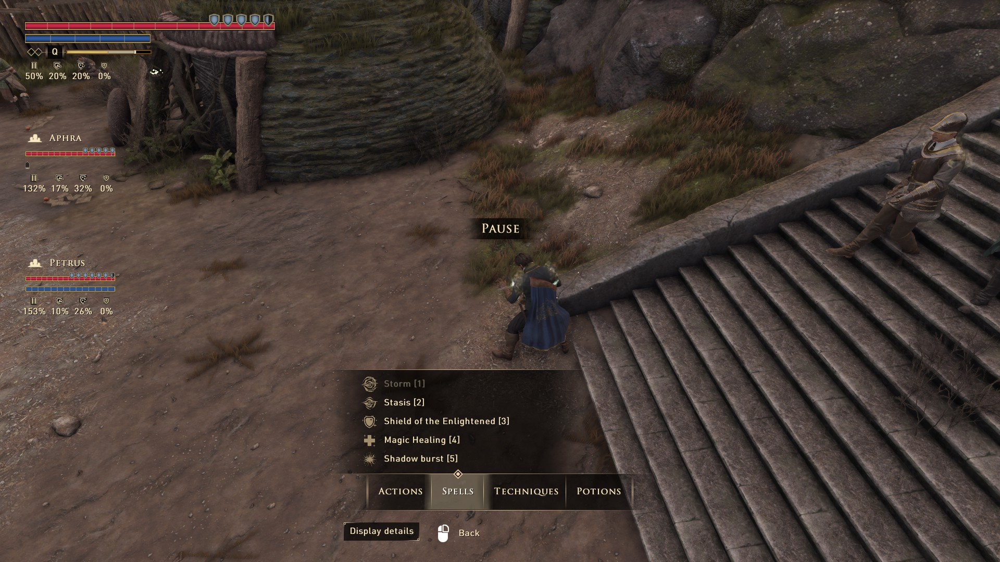 Q
50% 20% 20% 0%
Aphra
132% 17% 32% 0%
Pause
Petrus
153% 10% 26% 0%
Storm [1]
Stasis [2]
Shield of the Enlightened [3]
Magic Healing [4]
Shadow burst [5]
Actions Spells Techniques Potions
Display details Back